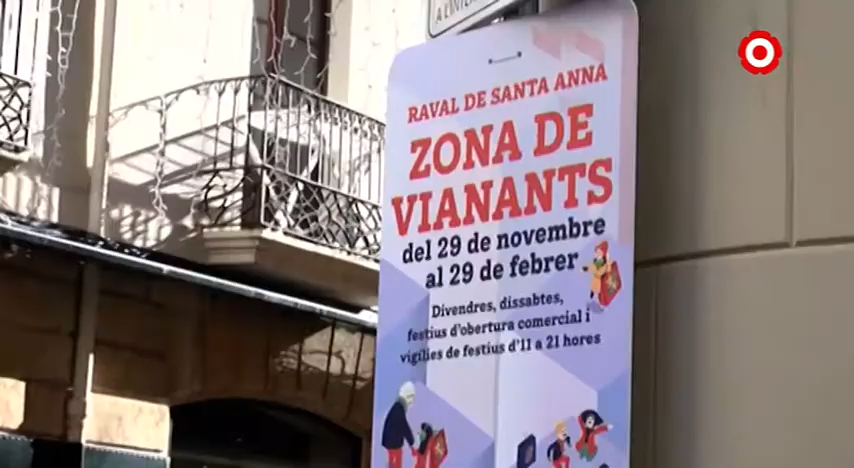 RAVAL DE SANTA ANNA
ZONA DE
VIANANTS
del 29 de novembre
al 29 de febrer
Divendres, dissabtes,
festius d'obertura comercial i
vigílies de festius d'11 a 21 hores